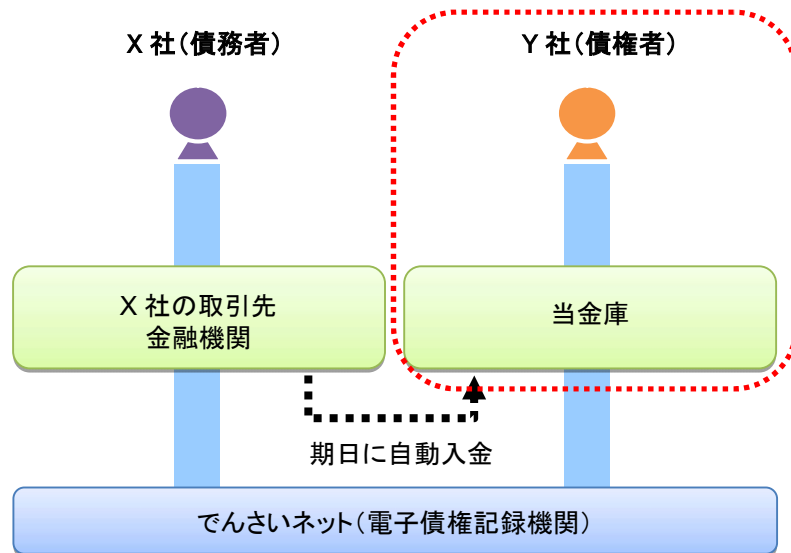 X 社(債務者)
Y 社(債権者)
X 社の取引先
金融機関
当金庫
期日に自動入金
でんさいネット(電子債権記録機関)